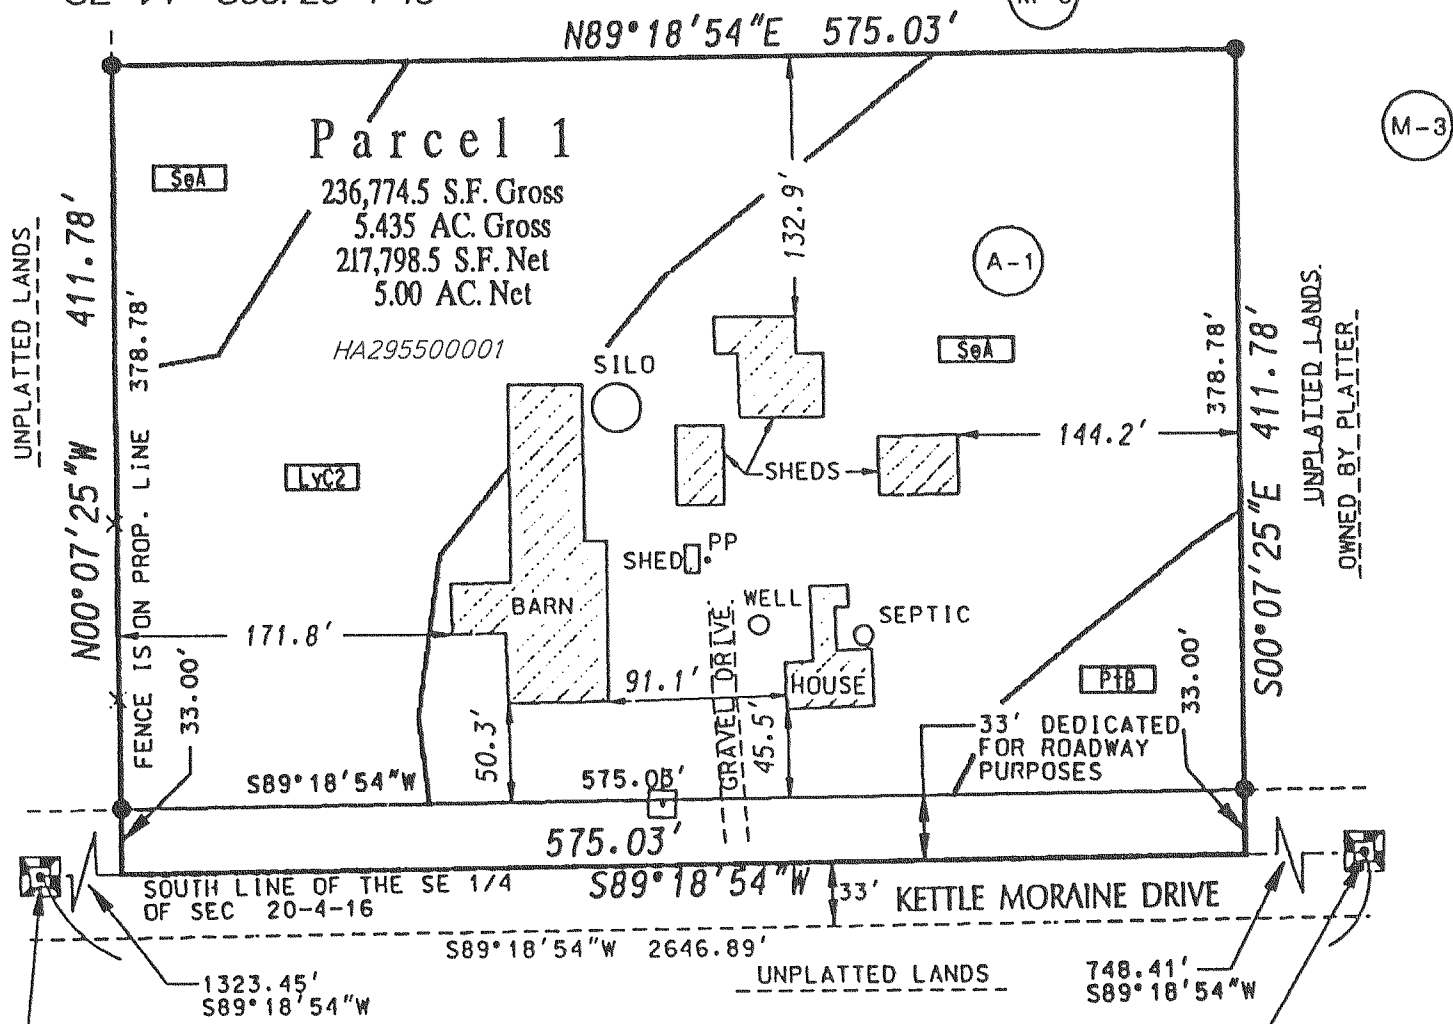 N89°18'54"E 575.03'
M-3
Parcel 1
236,774.5 S.F. Gross
5.435 AC. Gross
217,798.5 S.F. Net
5.00 AC. Net
HA295500001
SeA
A-1
SeA
132.9'
UNPLATTED LANDS
411.78'
N00°07'25"W
378.78'
FENCE IS ON PROP. LINE
SILO
LyC2
SHEDS
144.2'
378.78'
411.78'
S00°07'25"E
UNPLATTED LANDS
OWNED BY PLATTER
SHED
PP
BARN
WELL
SEPTIC
171.8'
91.1'
GRAVEL DRIVE
HOUSE
PtB
33.00'
33.00'
50.3'
45.5'
33' DEDICATED
FOR ROADWAY
PURPOSES
S89°18'54"W 575.03'
575.03'
S89°18'54"W
SOUTH LINE OF THE SE 1/4
OF SEC 20-4-16
33'
KETTLE MORAINE DRIVE
S89°18'54"W 2646.89'
1323.45'
S89°18'54"W
UNPLATTED LANDS
748.41'
S89°18'54"W